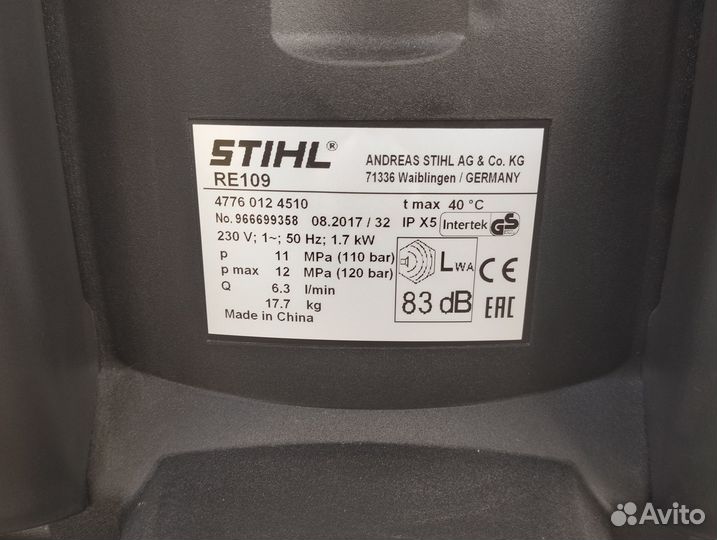 STIHL®
ANDREAS STIHL AG & Co. KG
RE109
71336 Waiblingen / GERMANY
4776 012 4510
t max 40 °C
No. 966699358 08.2017 / 32
IP X5 Intertek GS
230 V; 1~; 50 Hz; 1.7 kW
p 11 MPa (110 bar)
p max 12 MPa (120 bar)
Q 6.3 l/min
17.7 kg
Made in China
LWA
83 dB
CE
EAC
Avito